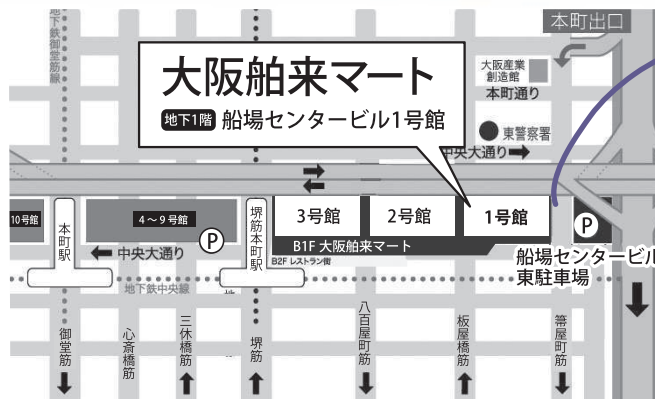 本町出口
地下鉄御堂筋線
大阪舶来マート
地下1階 船場センタービル1号館
大阪産業
創造館
本町通り
東警察署
中央大通り
10号館
本町駅
4～9号館
P
中央大通り
堺筋本町駅
3号館
2号館
1号館
B1F 大阪舶来マート
B2F レストラン街
P
船場センタービル
東駐車場
地下鉄中央線
御堂筋
心斎橋筋
三休橋筋
堺筋
八百屋町筋
板屋橋筋
箒屋町筋